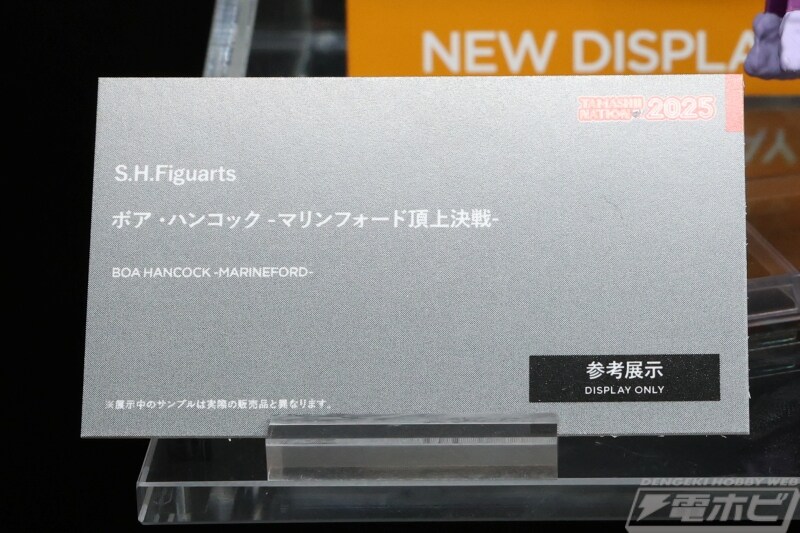 NEW DISPLA
TAMASHII
NATION 2025
S.H.Figuarts
ボア・ハンコック -マリンフォード頂上決戦-
BOA HANCOCK -MARINEFORD-
参考展示
DISPLAY ONLY
※展示中のサンプルは実際の販売品と異なります。
DENGEKI HOBBY WEB
電ホビ